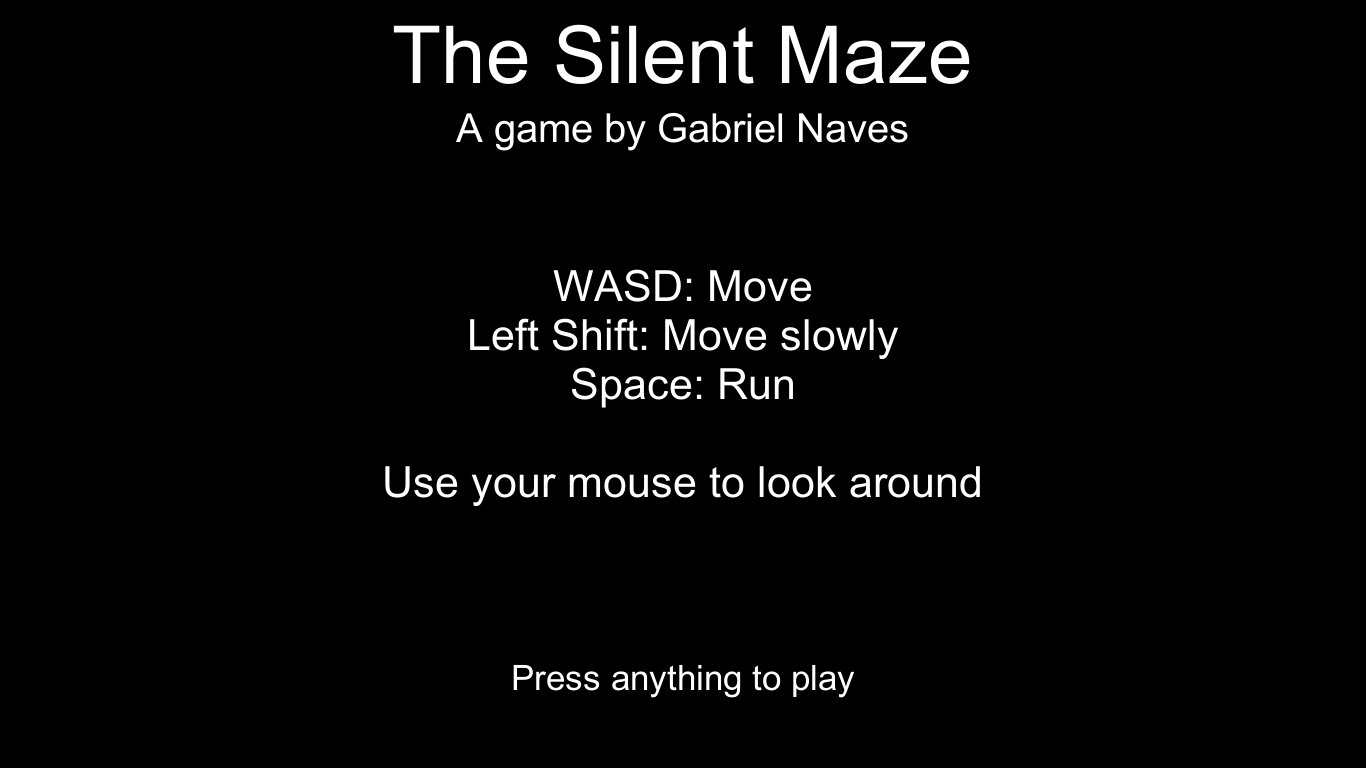 The Silent Maze
A game by Gabriel Naves
WASD: Move
Left Shift: Move slowly
Space: Run
Use your mouse to look around
Press anything to play